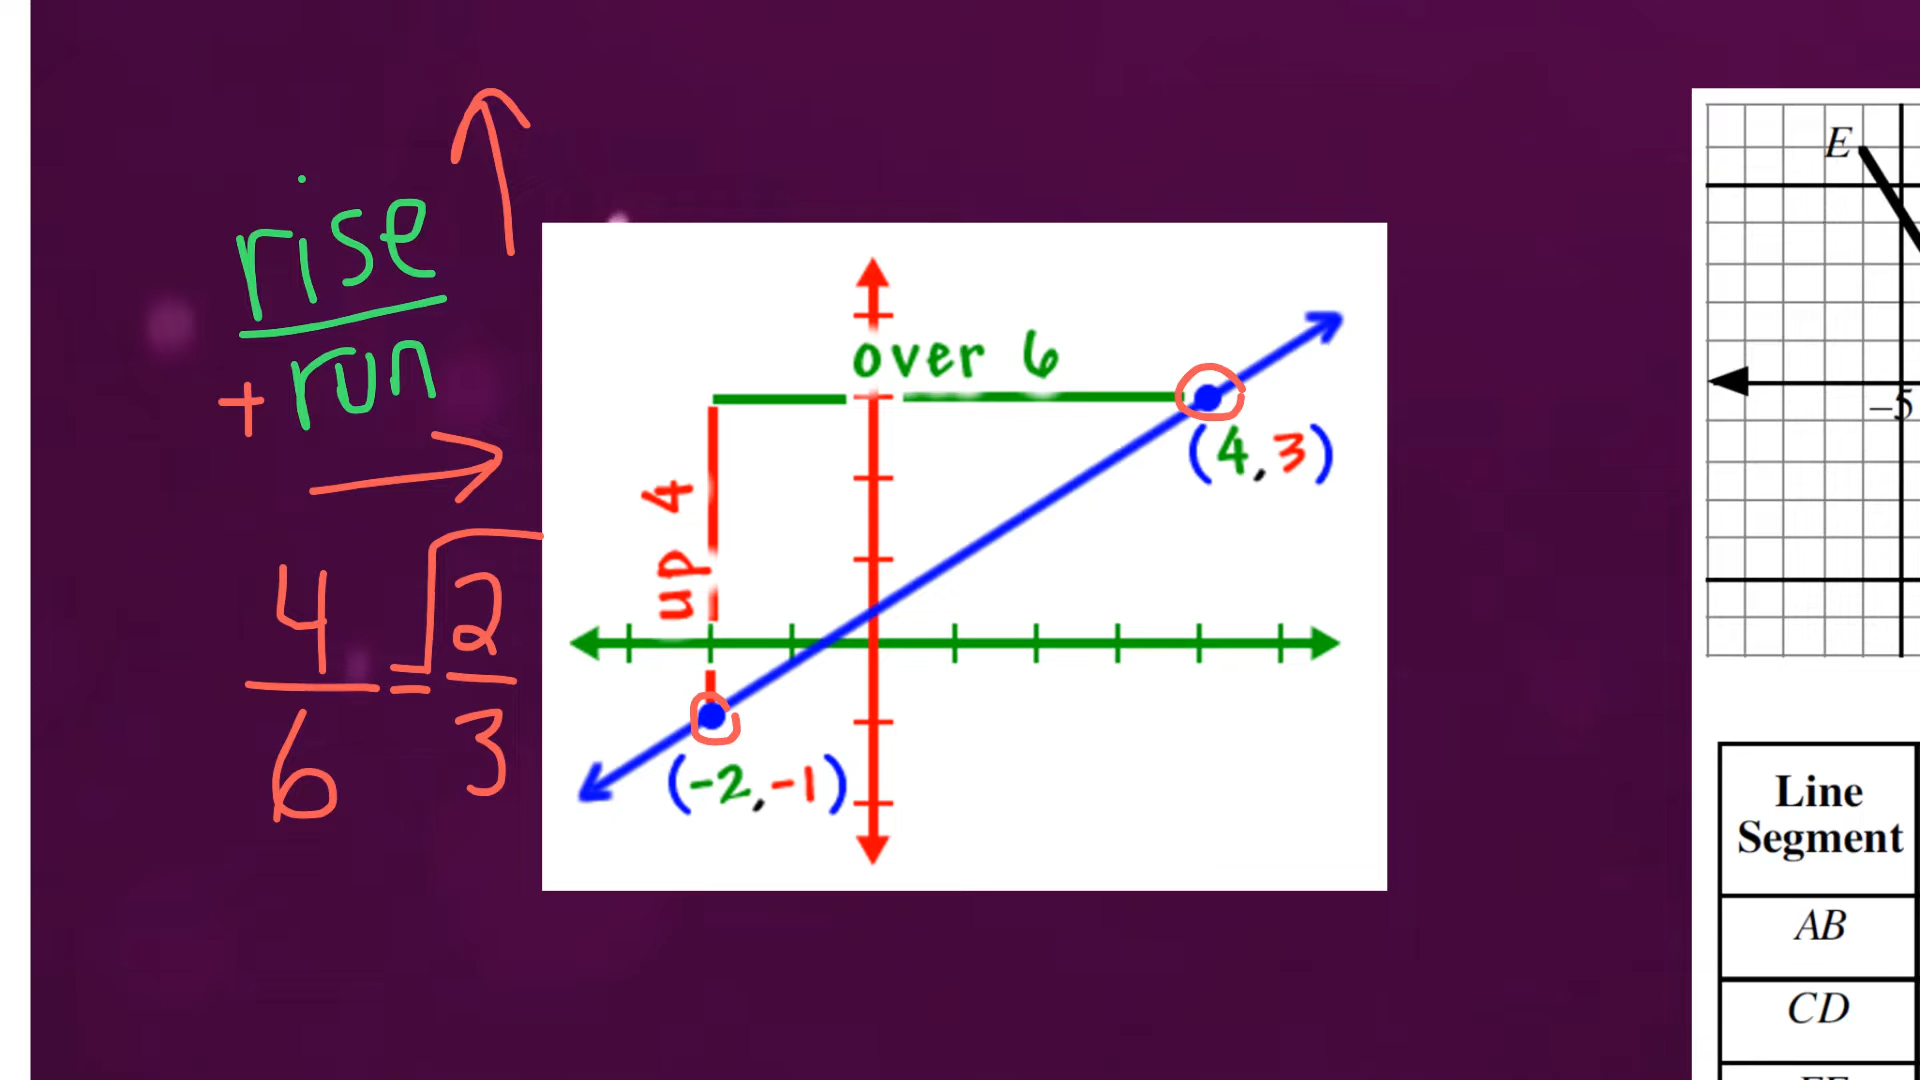 rise
+ run
4 = 2
6 3
over 6
up 4
(4,3)
(-2,-1)
E
-5
Line
Segment
AB
CD